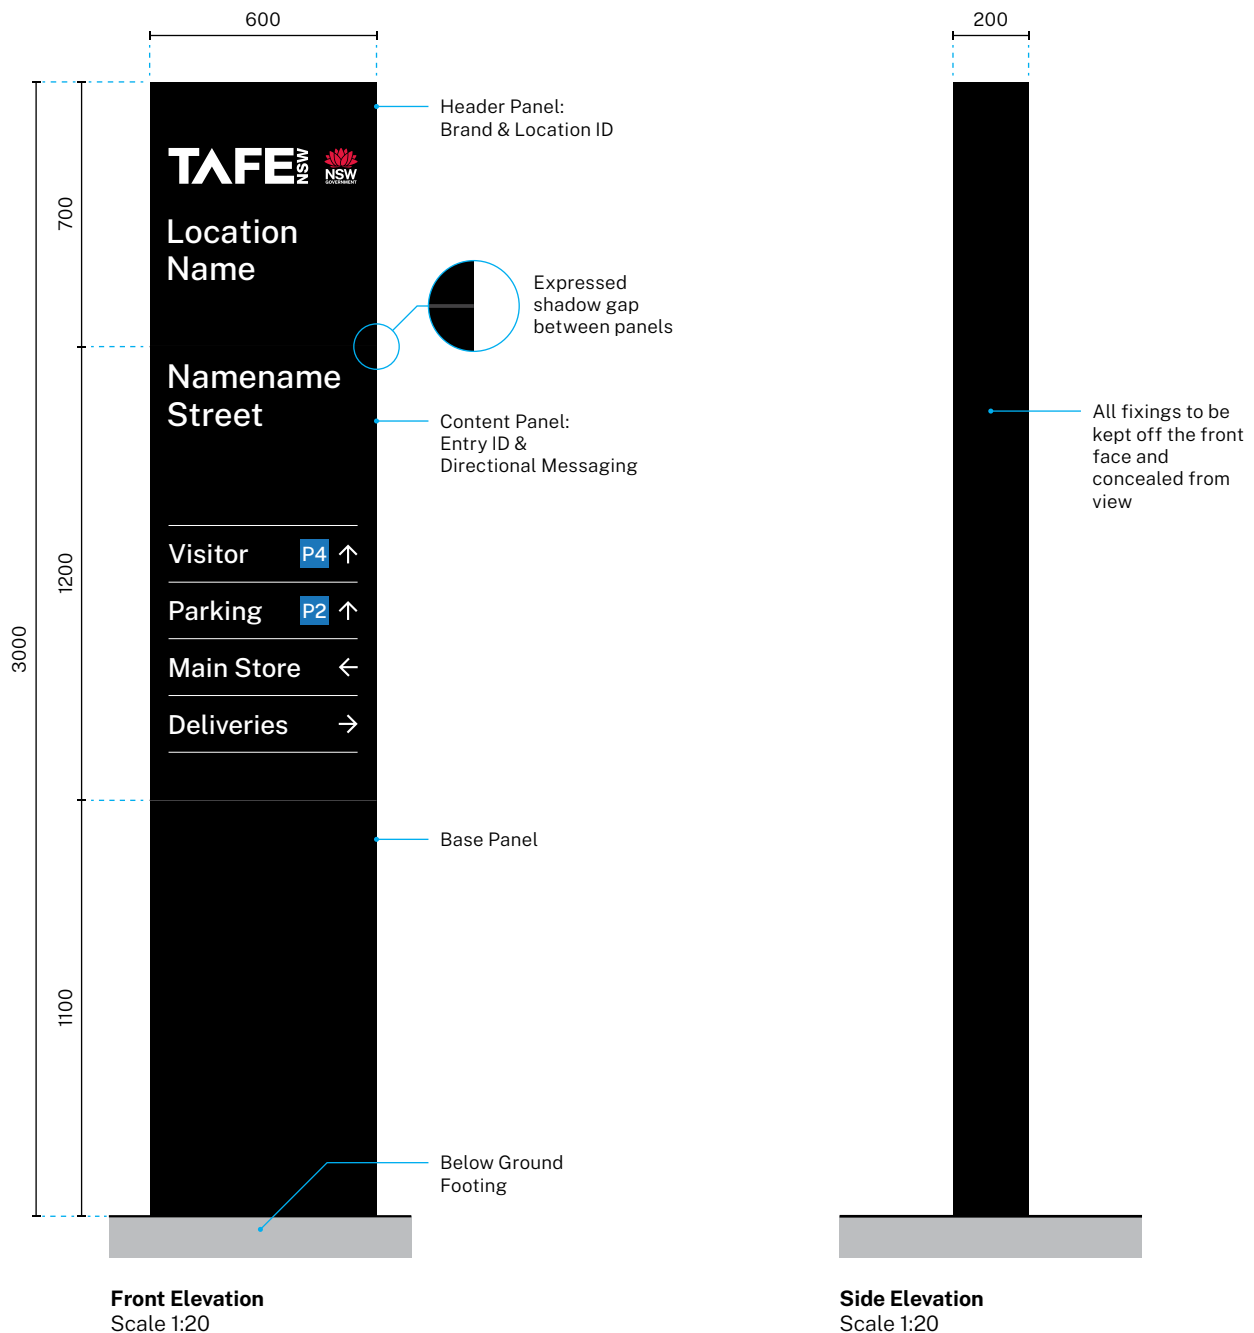 600
200
Header Panel:
Brand & Location ID
TAFE NSW
NSW
GOVERNMENT
700
Location
Name
Expressed
shadow gap
between panels
Namename
Street
Content Panel:
Entry ID &
Directional Messaging
All fixings to be
kept off the front
face and
concealed from
view
Visitor P4 ↑
1200
Parking P2 ↑
3000
Main Store ←
Deliveries →
Base Panel
1100
Below Ground
Footing
Front Elevation
Scale 1:20
Side Elevation
Scale 1:20